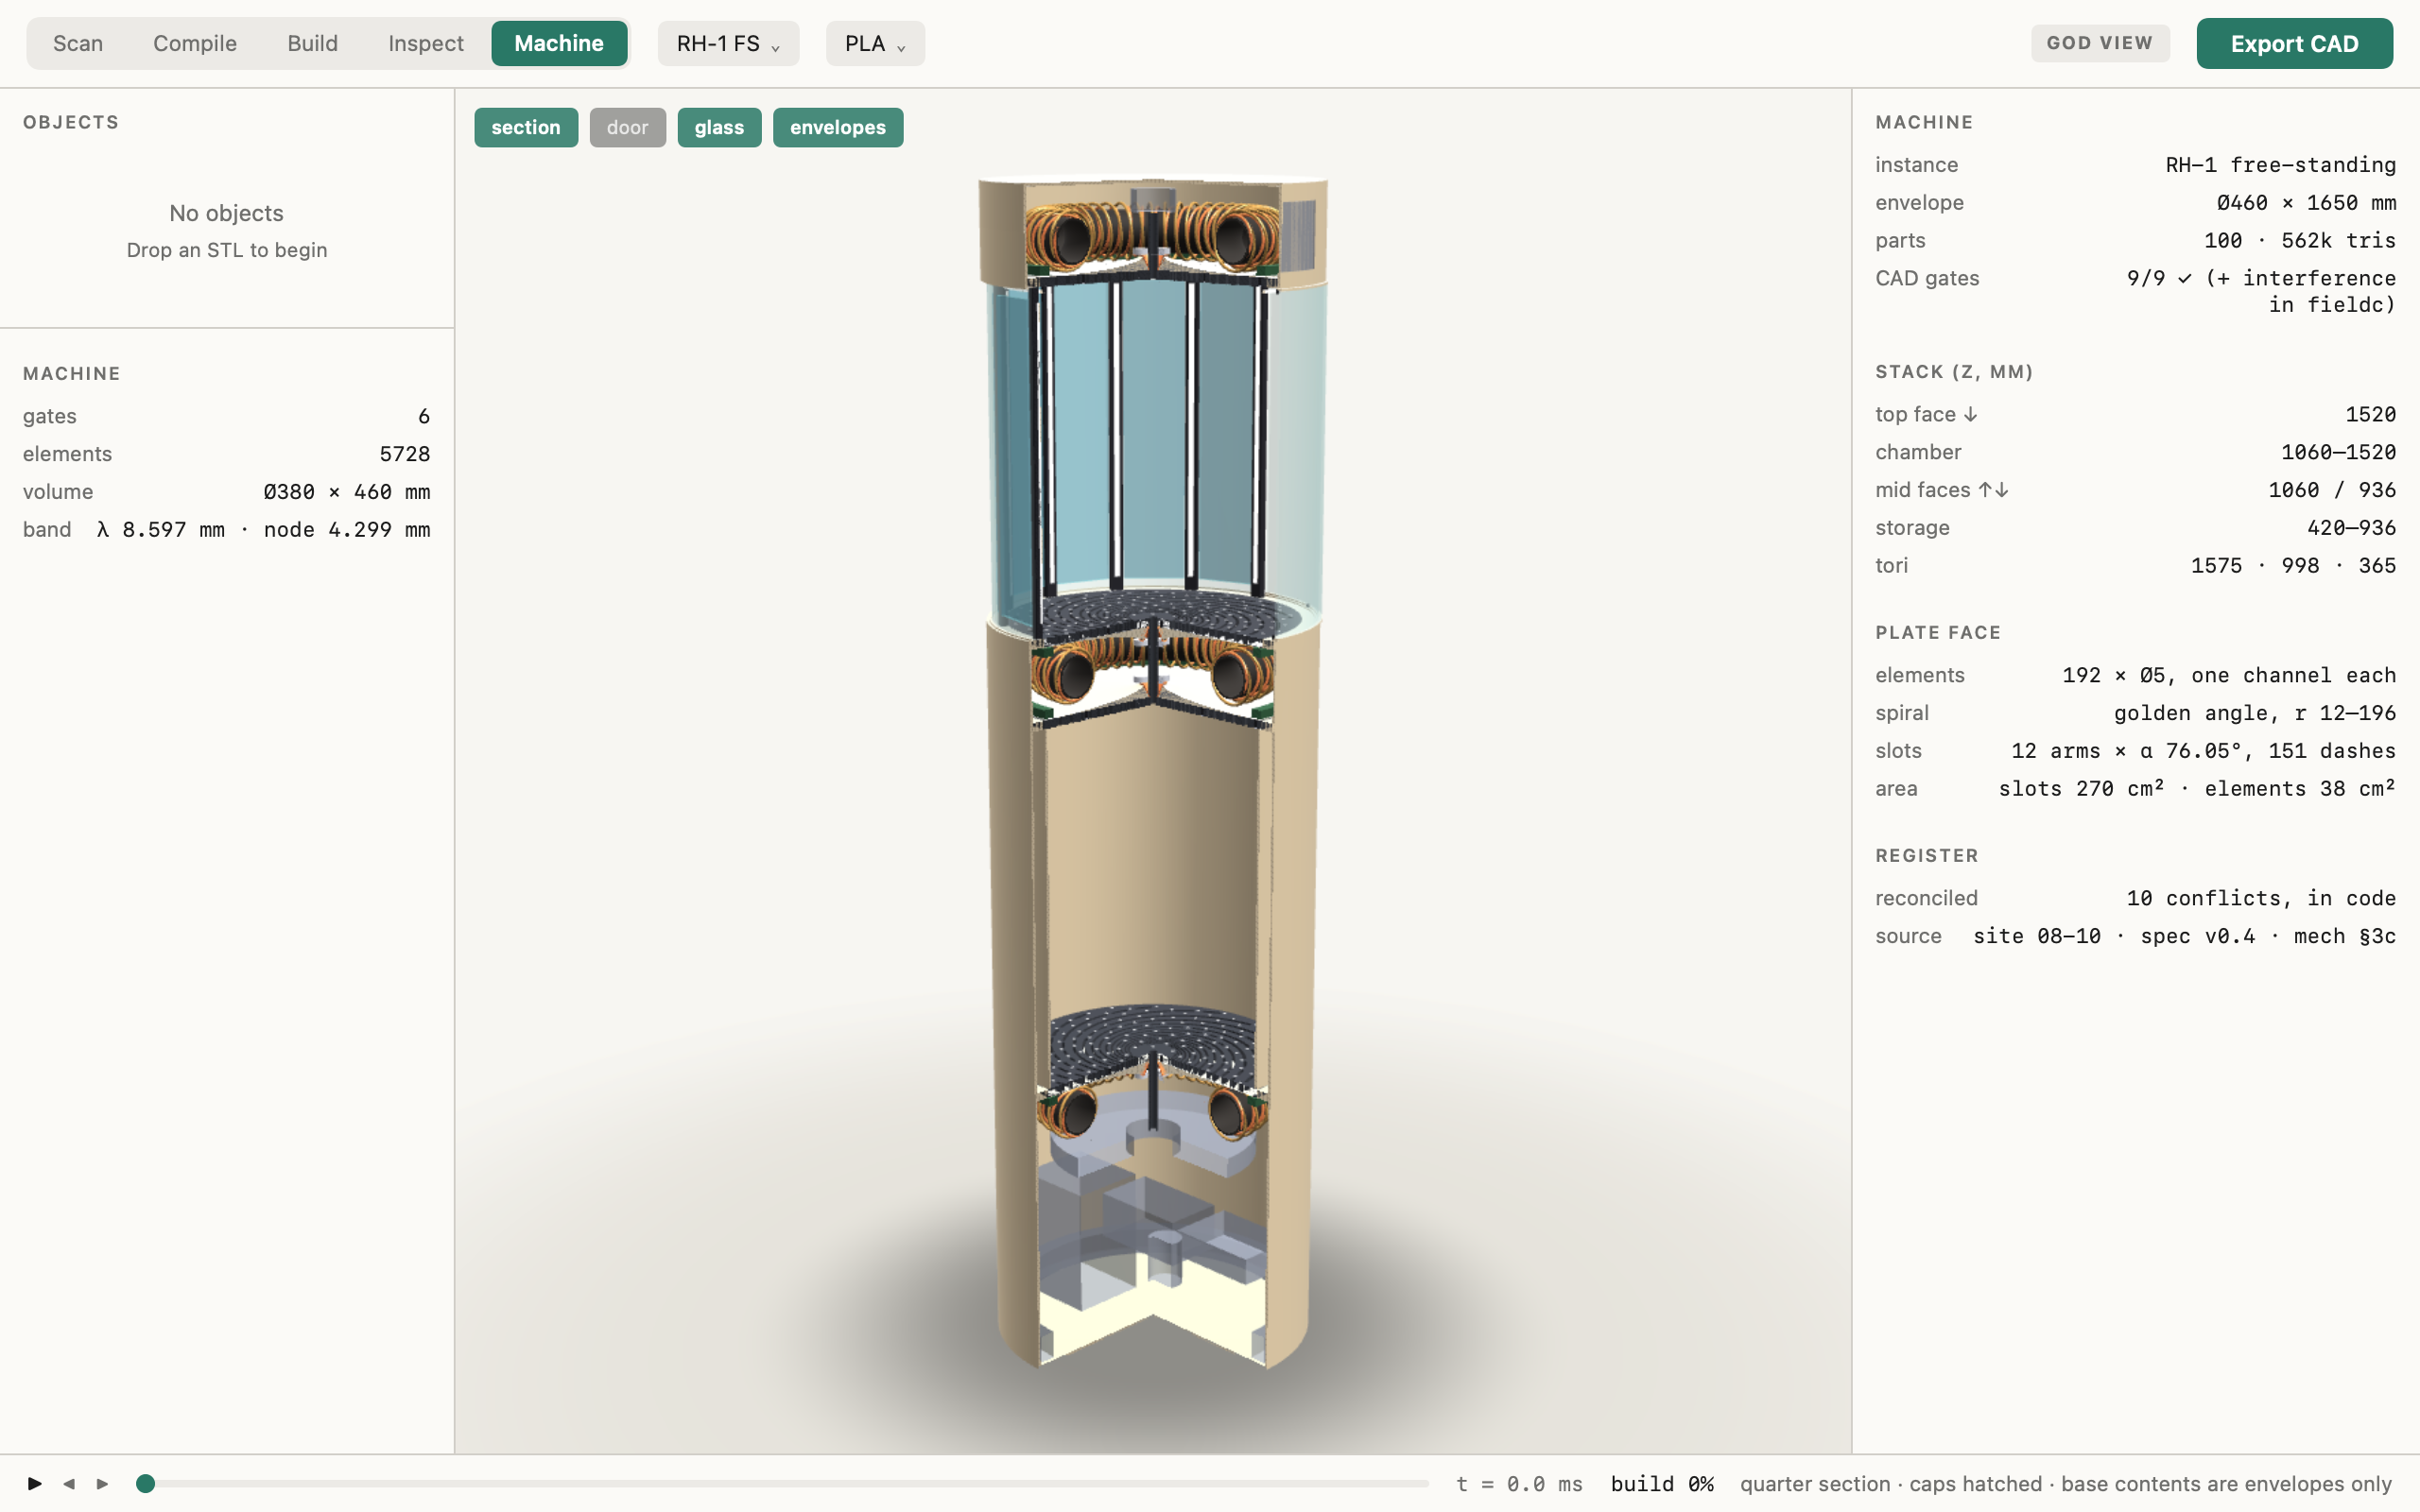 Scan Compile Build Inspect Machine RH-1 FS PLA GOD VIEW Export CAD
OBJECTS
No objects
Drop an STL to begin
MACHINE
gates 6
elements 5728
volume Ø380 × 460 mm
band λ 8.597 mm · node 4.299 mm
section door glass envelopes
MACHINE
instance RH–1 free-standing
envelope Ø460 × 1650 mm
parts 100 · 562k tris
CAD gates 9/9 ✓ (+ interference
in fieldc)
STACK (Z, MM)
top face ↓ 1520
chamber 1060–1520
mid faces ↑↓ 1060 / 936
storage 420–936
tori 1575 · 998 · 365
PLATE FACE
elements 192 × Ø5, one channel each
spiral golden angle, r 12–196
slots 12 arms × α 76.05°, 151 dashes
area slots 270 cm² · elements 38 cm²
REGISTER
reconciled 10 conflicts, in code
source site 08–10 · spec v0.4 · mech §3c
t = 0.0 ms build 0% quarter section · caps hatched · base contents are envelopes only